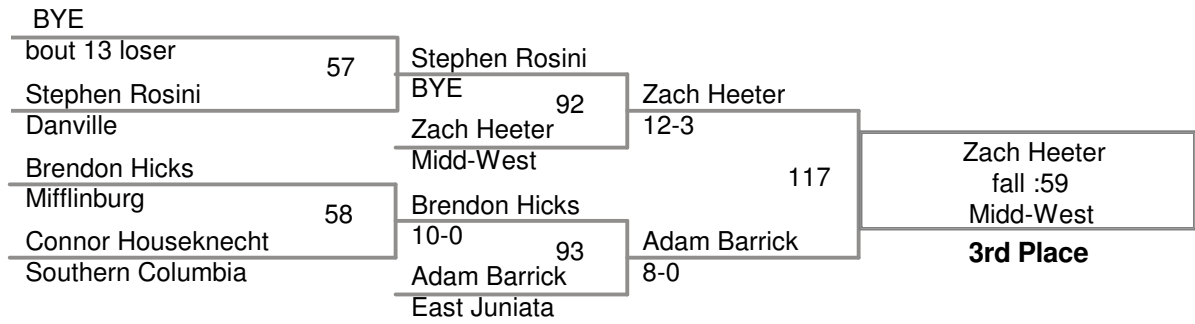 BYE
bout 13 loser
57
Stephen Rosini
Danville
Brendon Hicks
Mifflinburg
58
Connor Houseknecht
Southern Columbia
Stephen Rosini
BYE
92
Zach Heeter
Midd-West
Brendon Hicks
10-0
93
Adam Barrick
East Juniata
Zach Heeter
12-3
117
Adam Barrick
8-0
Zach Heeter
fall :59
Midd-West
3rd Place